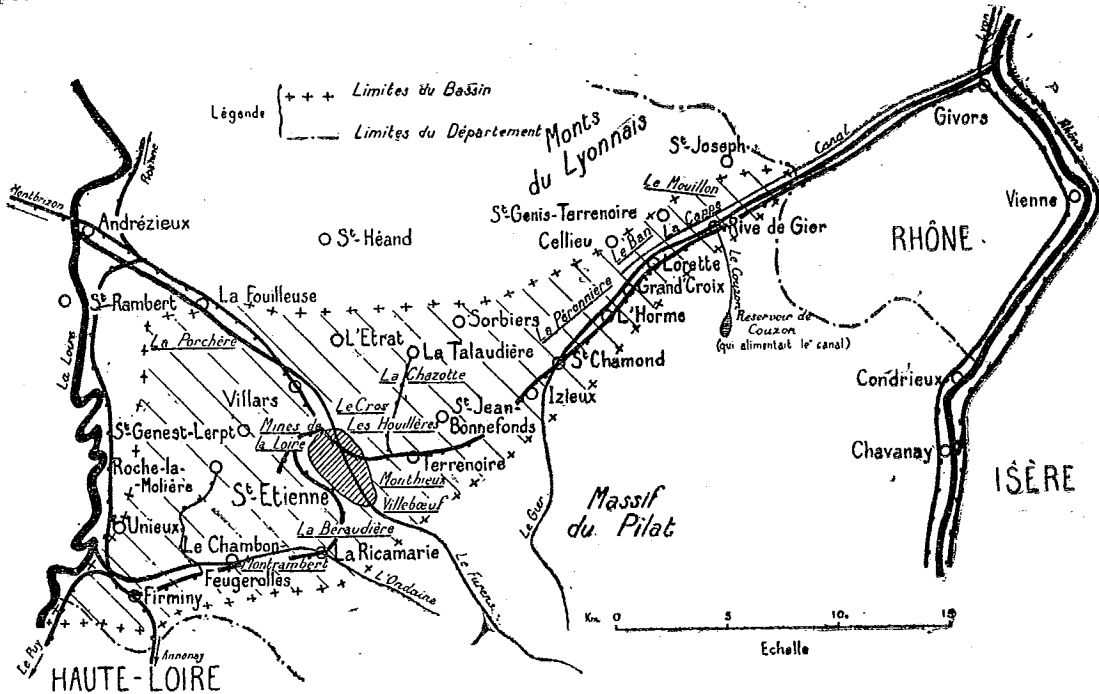 Légende
+ + + Limites du Bassin
Limites du Département
Monts
du Lyonnais
Lyon
Givors
Rhône
Canal
St-Joseph
Le Mouillon
Vienne
Roanne
Montbrison
Andrézieux
St-Héand
St-Genis-Terrenoire
La Cappe
Cellieu
Le Ban
Rive de Gier
RHÔNE
Lorette
Le Couzon
Grand'Croix
La Péronnière
L'Horme
Reservoir de
Couzon
(qui alimentait le canal)
St-Rambert
La Fouilleuse
La Loire
La Porchère
L'Etrat
Sorbiers
La Talaudière
La Chazotte
St Chamond
Izieux
Condrieux
Villars
Le Cros
St-Jean-
Bonnefonds
Les Houillères
St-Genest-Lerpt
Mines de
la Loire
Chavanay
Roche-la-
-Molière
Terrenoire
Monthieux
St-Etienne
Villebœuf
ISÈRE
Massif
du Pilat
Le Gier
Unieux
La Béraudière
Le Chambon-
Feugerolles
Montrambert
La Ricamarie
L'Ondaine
Le Furens
Firminy
Le Puy
Annonay
HAUTE-LOIRE
Km 0 5 10. 15
Echelle